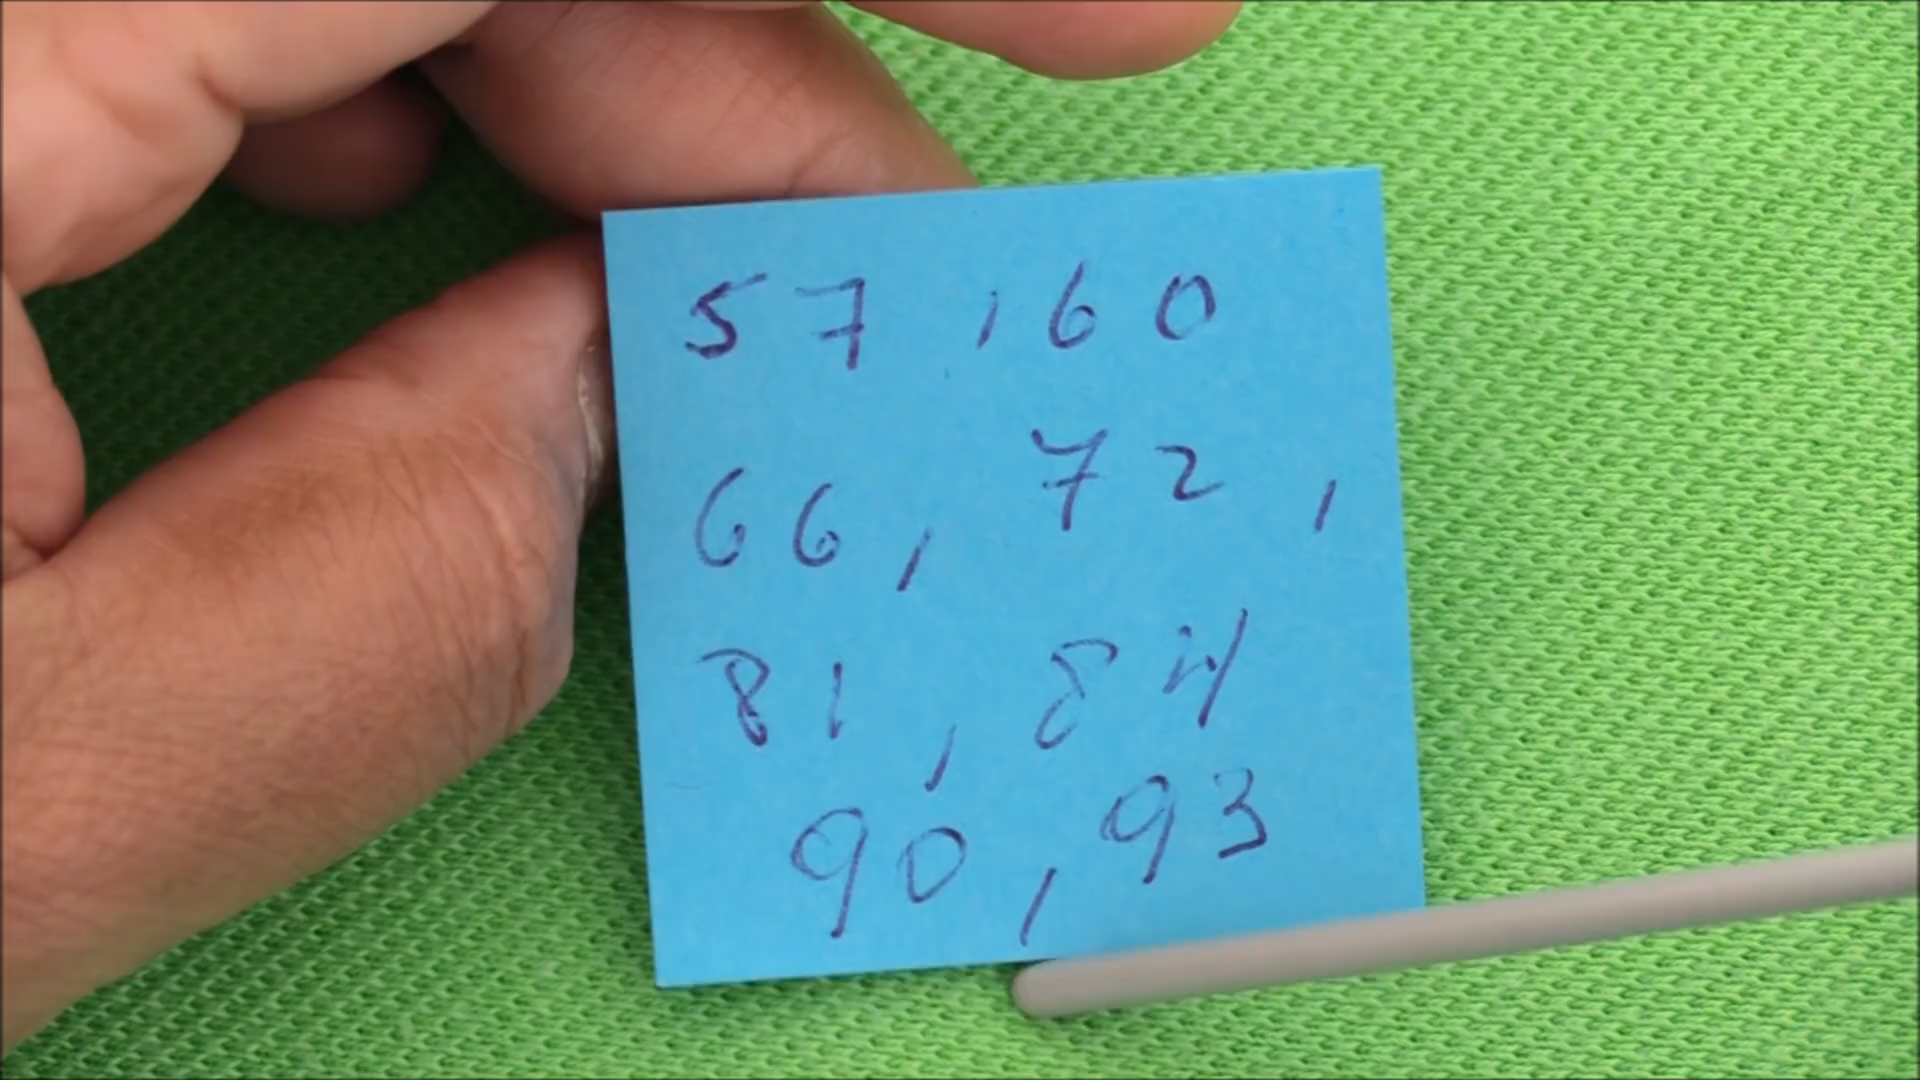 57, 60
66, 72,
81, 84
90, 93